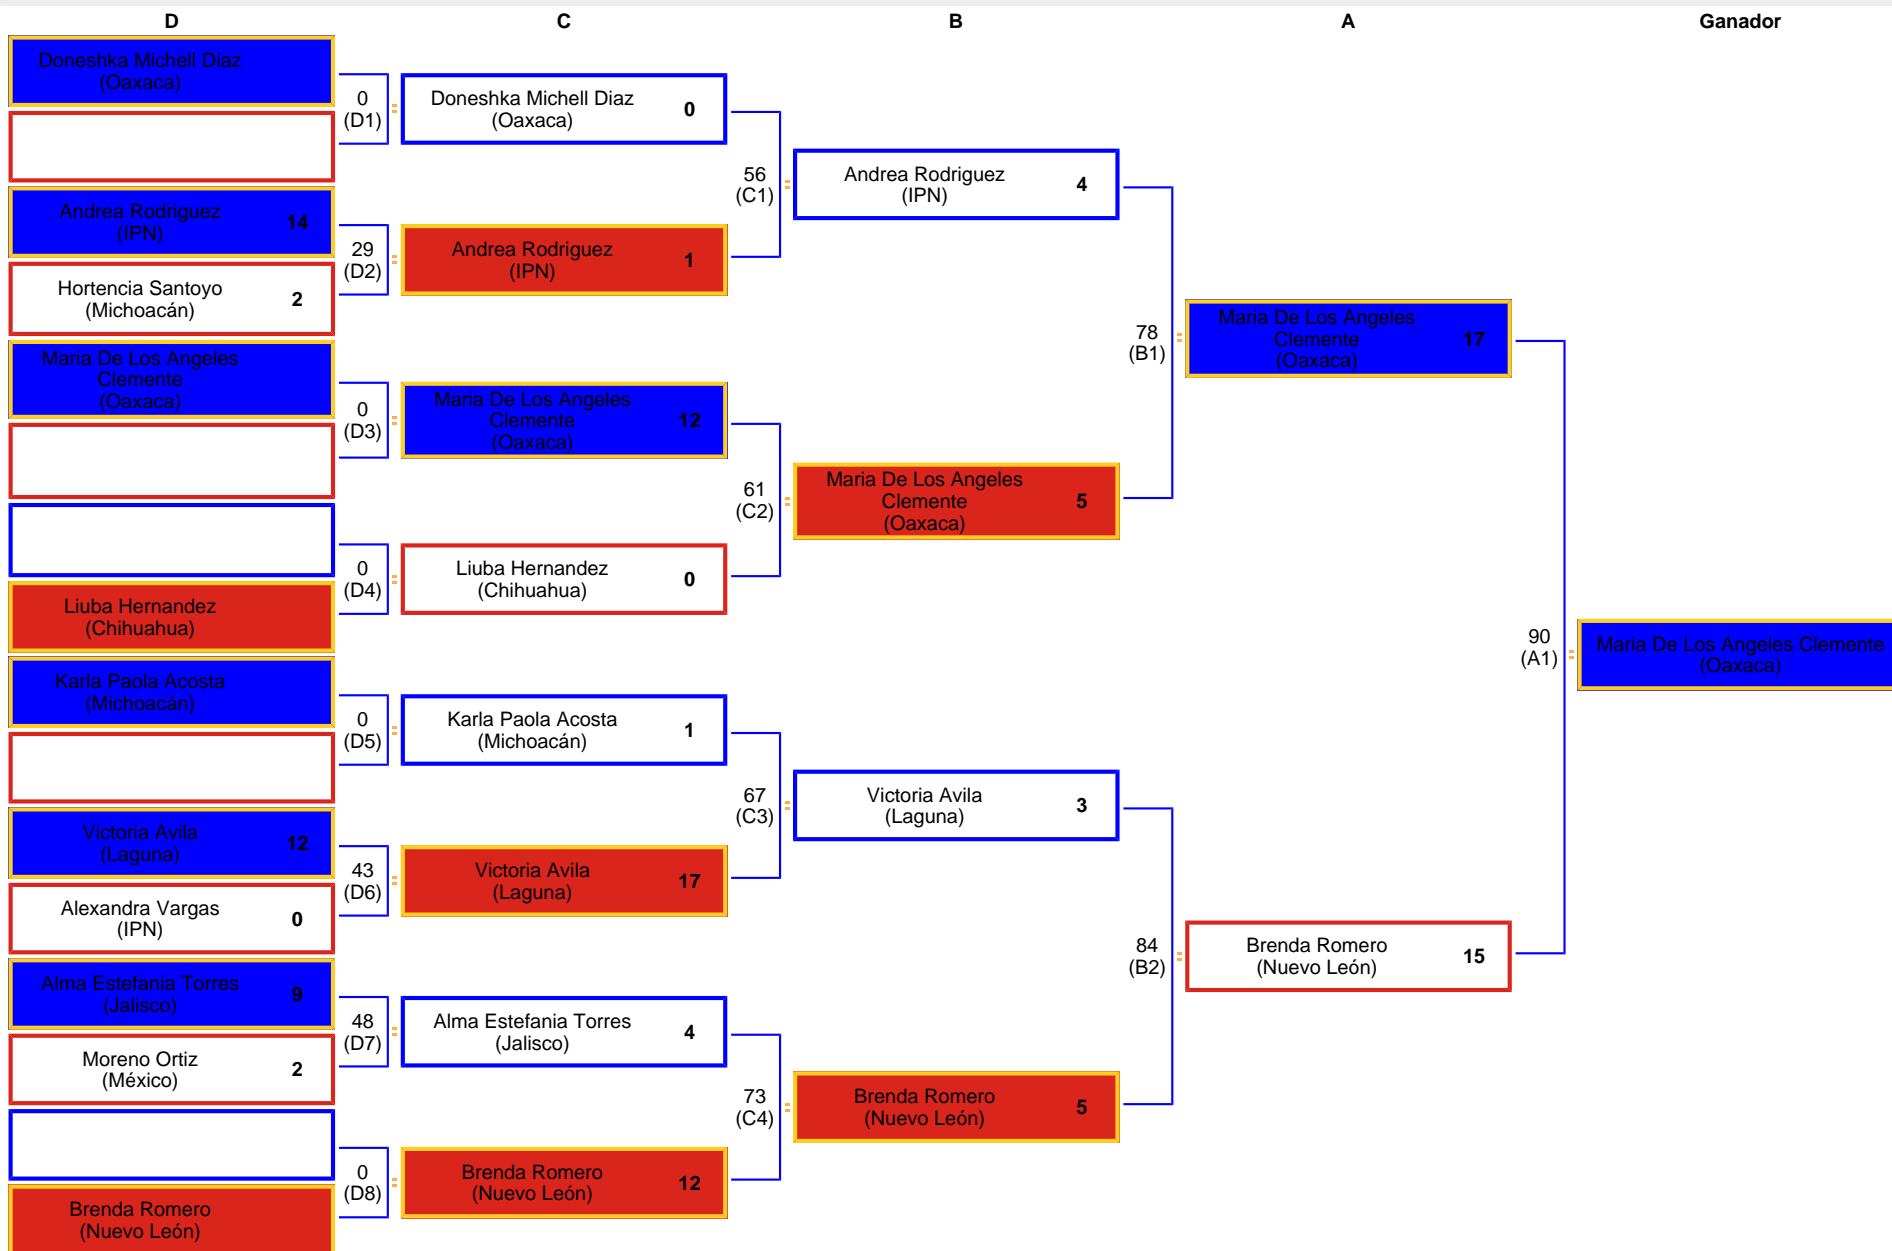 D
C
B
A
Ganador
Doneshka Michell Diaz
(Oaxaca)
0
(D1)
Andrea Rodriguez
(IPN)
14
29
(D2)
Hortencia Santoyo
(Michoacán)
2
Maria De Los Angeles
Clemente
(Oaxaca)
0
(D3)
0
(D4)
Liuba Hernandez
(Chihuahua)
Karla Paola Acosta
(Michoacán)
0
(D5)
Victoria Avila
(Laguna)
12
43
(D6)
Alexandra Vargas
(IPN)
0
Alma Estefania Torres
(Jalisco)
9
48
(D7)
Moreno Ortiz
(México)
2
0
(D8)
Brenda Romero
(Nuevo León)
Doneshka Michell Diaz
(Oaxaca)
0
56
(C1)
Andrea Rodriguez
(IPN)
1
Maria De Los Angeles
Clemente
(Oaxaca)
12
61
(C2)
Liuba Hernandez
(Chihuahua)
0
Karla Paola Acosta
(Michoacán)
1
67
(C3)
Victoria Avila
(Laguna)
17
Alma Estefania Torres
(Jalisco)
4
73
(C4)
Brenda Romero
(Nuevo León)
12
Andrea Rodriguez
(IPN)
4
78
(B1)
Maria De Los Angeles
Clemente
(Oaxaca)
5
Victoria Avila
(Laguna)
3
84
(B2)
Brenda Romero
(Nuevo León)
5
Maria De Los Angeles
Clemente
(Oaxaca)
17
90
(A1)
Brenda Romero
(Nuevo León)
15
Maria De Los Angeles Clemente
(Oaxaca)